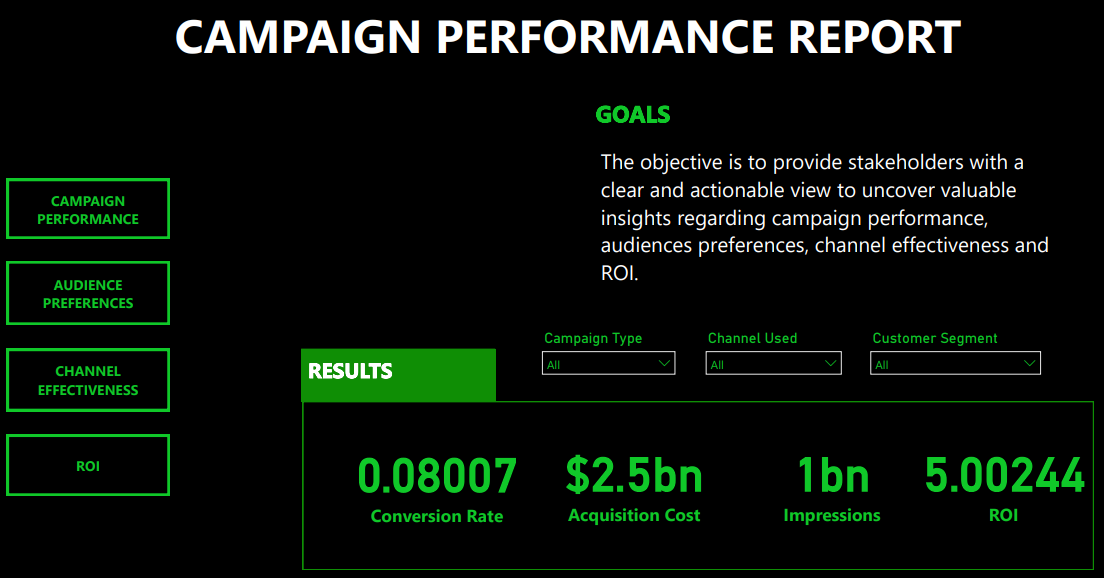 CAMPAIGN PERFORMANCE REPORT
GOALS
The objective is to provide stakeholders with a
clear and actionable view to uncover valuable
insights regarding campaign performance,
audiences preferences, channel effectiveness and
ROI.
CAMPAIGN
PERFORMANCE
AUDIENCE
PREFERENCES
CHANNEL
EFFECTIVENESS
ROI
Campaign Type
All
Channel Used
All
Customer Segment
All
RESULTS
0.08007
Conversion Rate
$2.5bn
Acquisition Cost
1bn
Impressions
5.00244
ROI